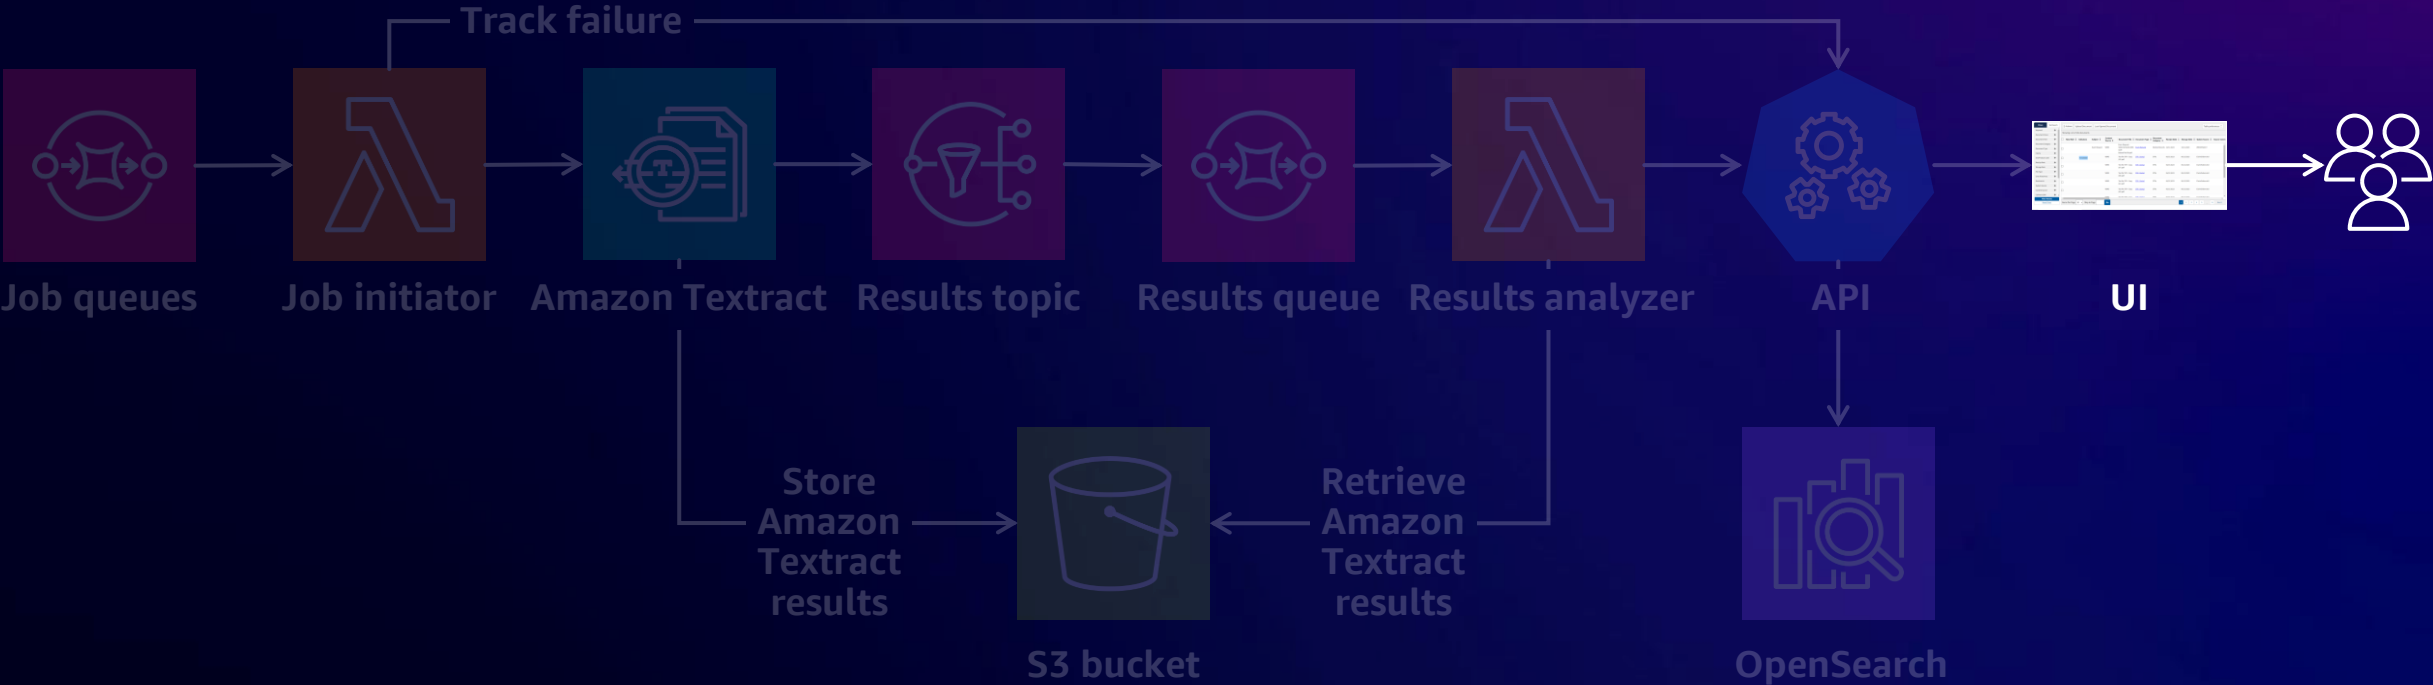 Track failure
Job queues
Job initiator
Amazon Textract
Results topic
Results queue
Results analyzer
API
UI
Store
Amazon
Textract
results
Retrieve
Amazon
Textract
results
S3 bucket
OpenSearch